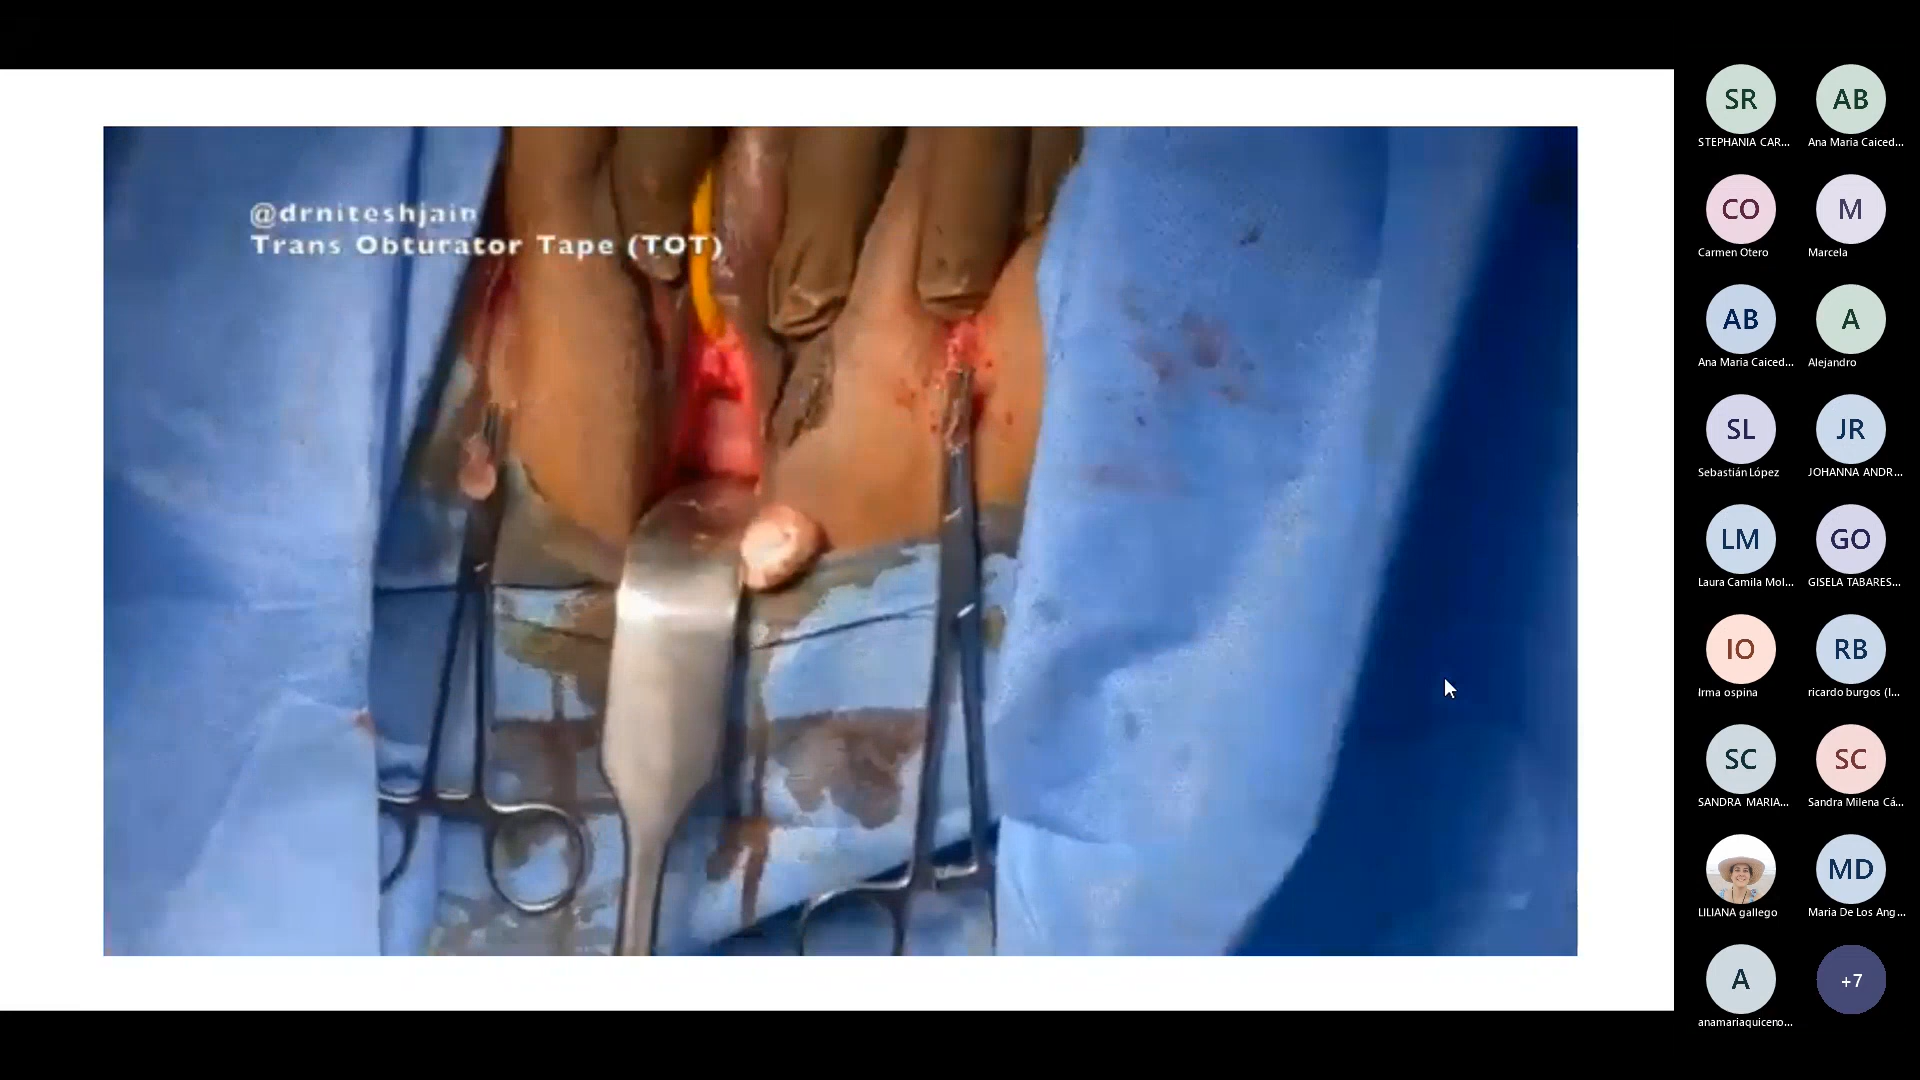 @drniteshjain
Trans Obturator Tape (TOT)
SR
AB
STEPHANIA CAR...
Ana Maria Caiced...
CO
M
Carmen Otero
Marcela
AB
A
Ana Maria Caiced...
Alejandro
SL
JR
Sebastián López
JOHANNA ANDR...
LM
GO
Laura Camila Mol...
GISELA TABARES...
IO
RB
Irma ospina
ricardo burgos (I...
SC
SC
SANDRA MARIA...
Sandra Milena Cá...
MD
LILIANA gallego
Maria De Los Ang...
A
+7
anamariaquiceno...